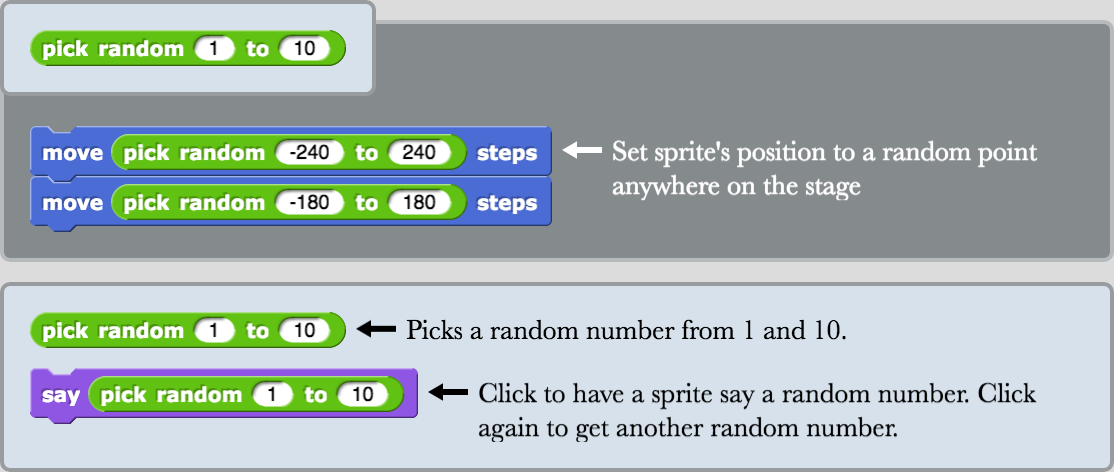 pick random 1 to 10
move pick random -240 to 240 steps
move pick random -180 to 180 steps
Set sprite's position to a random point
anywhere on the stage
pick random 1 to 10
Picks a random number from 1 and 10.
say pick random 1 to 10
Click to have a sprite say a random number. Click
again to get another random number.